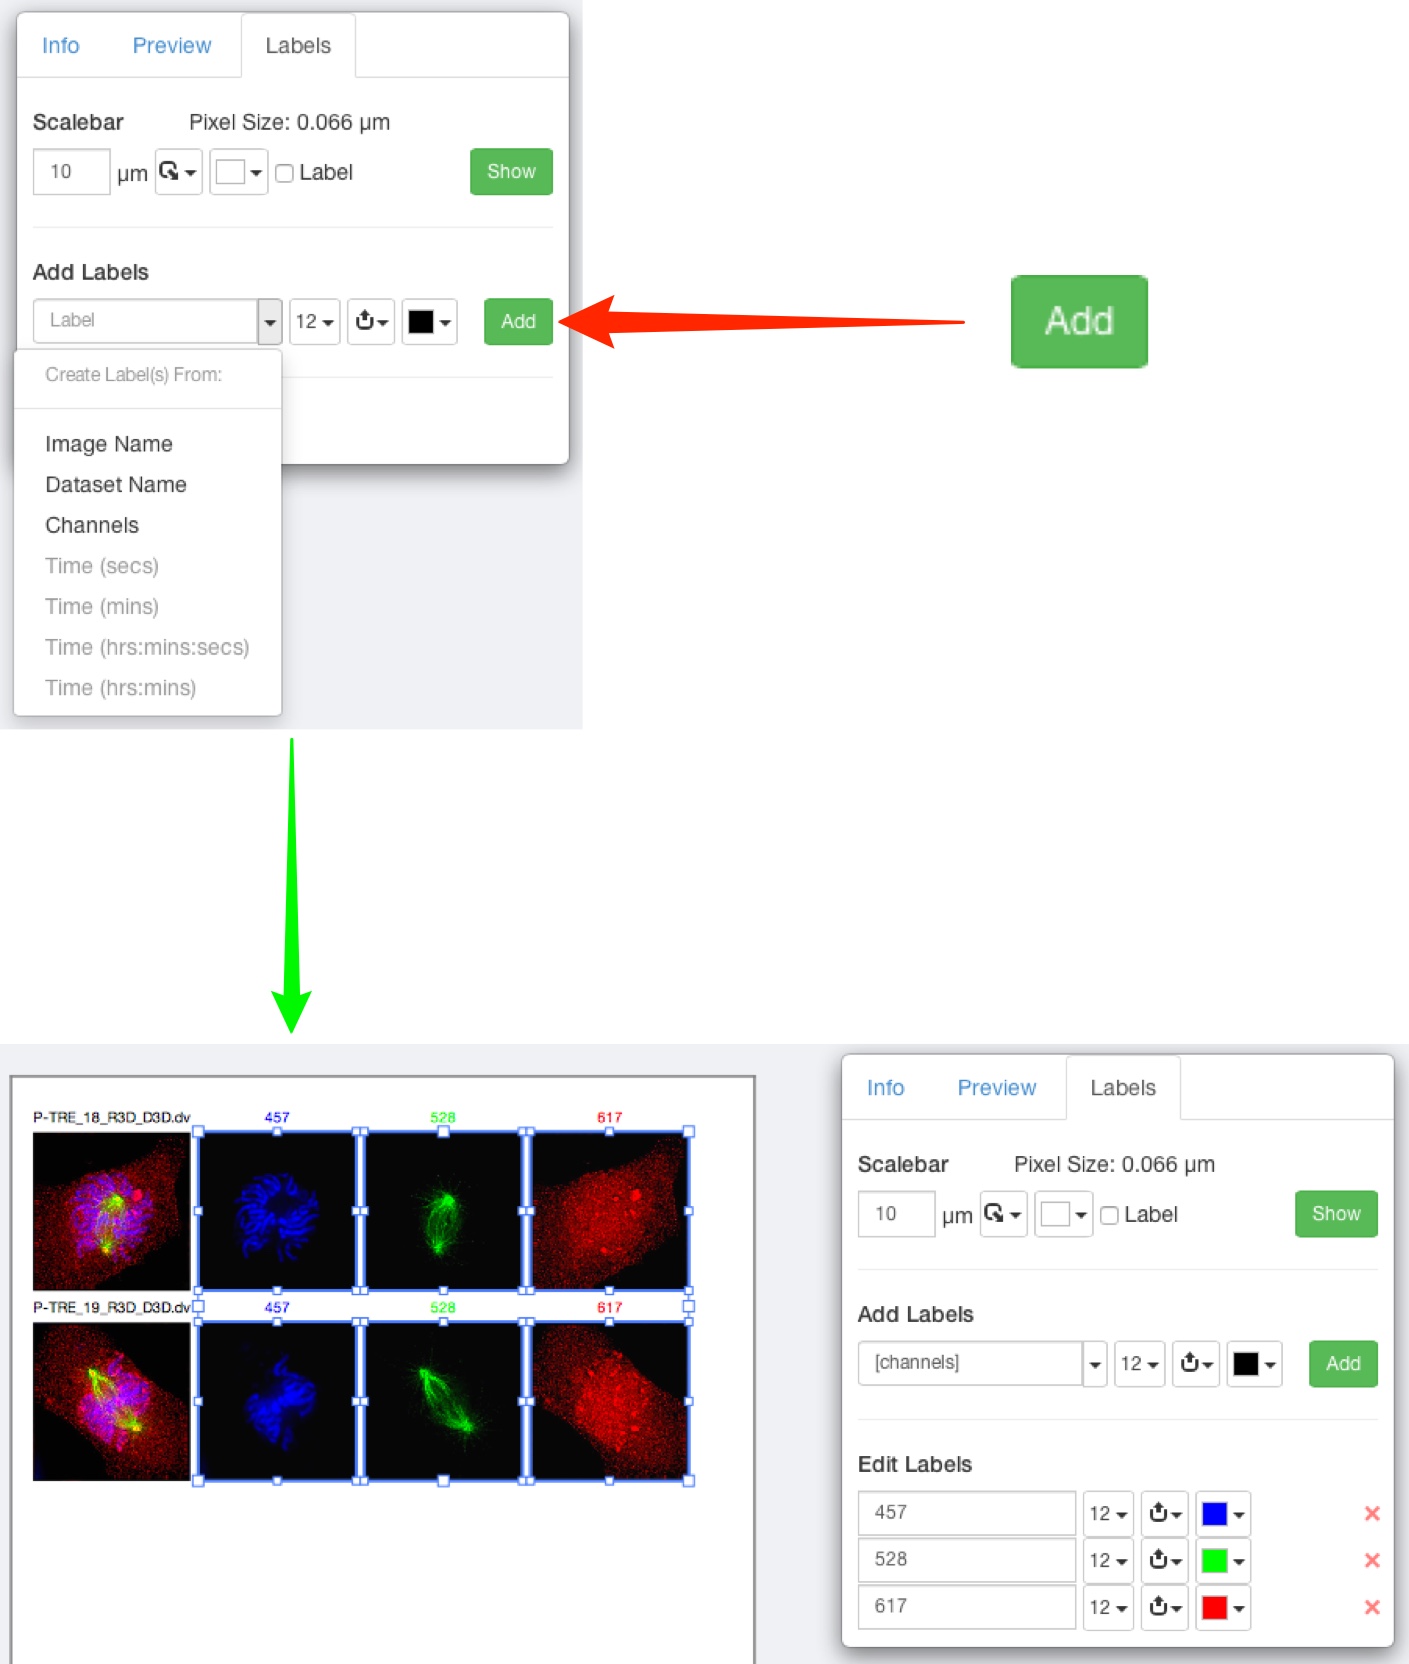 Info Preview Labels
Scalebar Pixel Size: 0.066 µm
10 µm Label Show
Add Labels
Label 12 Add
Add
Create Label(s) From:
Image Name
Dataset Name
Channels
Time (secs)
Time (mins)
Time (hrs:mins:secs)
Time (hrs:mins)
P-TRE_18_R3D_D3D.dv 457 528 617
P-TRE_19_R3D_D3D.dv 457 528 617
Info Preview Labels
Scalebar Pixel Size: 0.066 µm
10 µm Label Show
Add Labels
[channels] 12 Add
Edit Labels
457 12
528 12
617 12